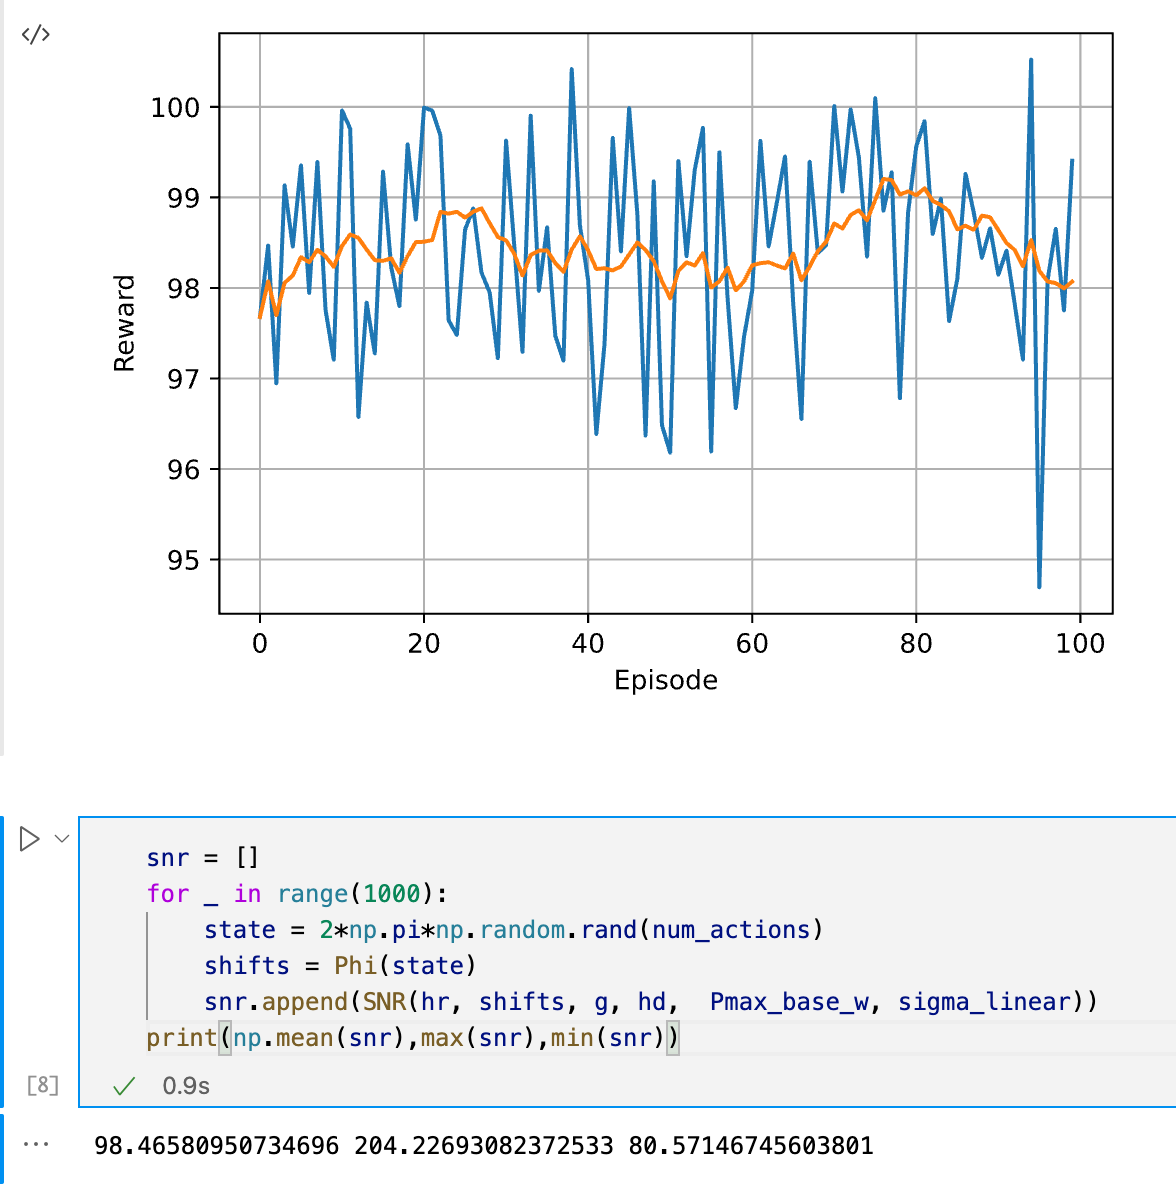 100
99
98
97
96
95
Reward
0 20 40 60 80 100
Episode
snr = []
for _ in range(1000):
    state = 2*np.pi*np.random.rand(num_actions)
    shifts = Phi(state)
    snr.append(SNR(hr, shifts, g, hd,  Pmax_base_w, sigma_linear))
print(np.mean(snr),max(snr),min(snr))
[8] 0.9s
98.46580950734696 204.22693082372533 80.57146745603801